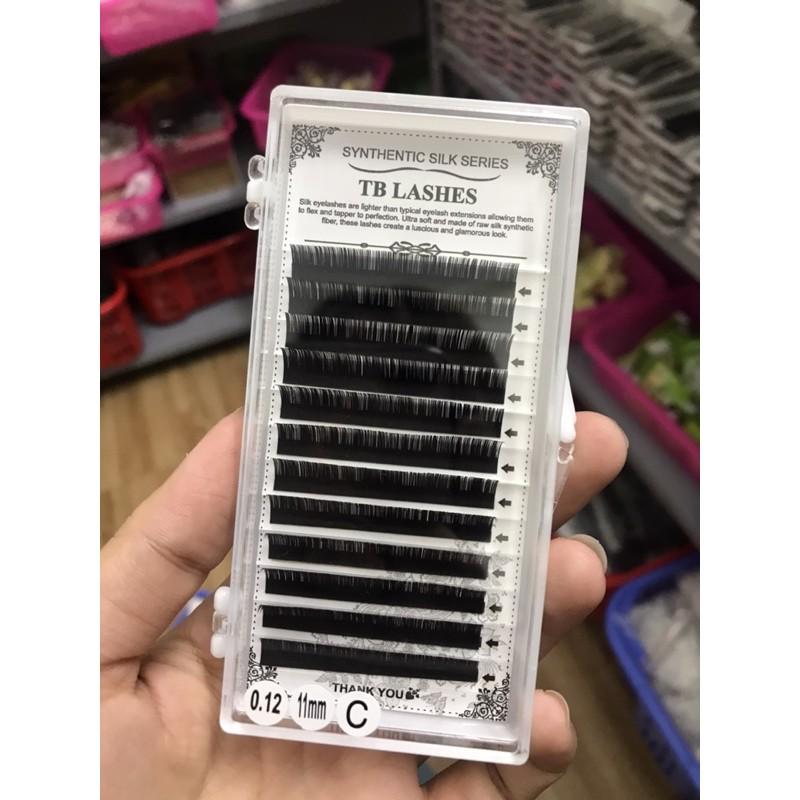 SYNTHENTIC SILK SERIES
TB LASHES
Silk eyelashes are lighter than typical eyelash extensions allowing them
to flex and tapper to perfection. Ultra soft and made of raw silk synthetic
fiber, these lashes create a luscious and glamorous look.
THANK YOU
0.12 11mm C